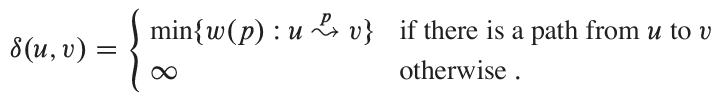 δ(u, v) = { min{w(p) : u ^p⇝ v} if there is a path from u to v
∞ otherwise .